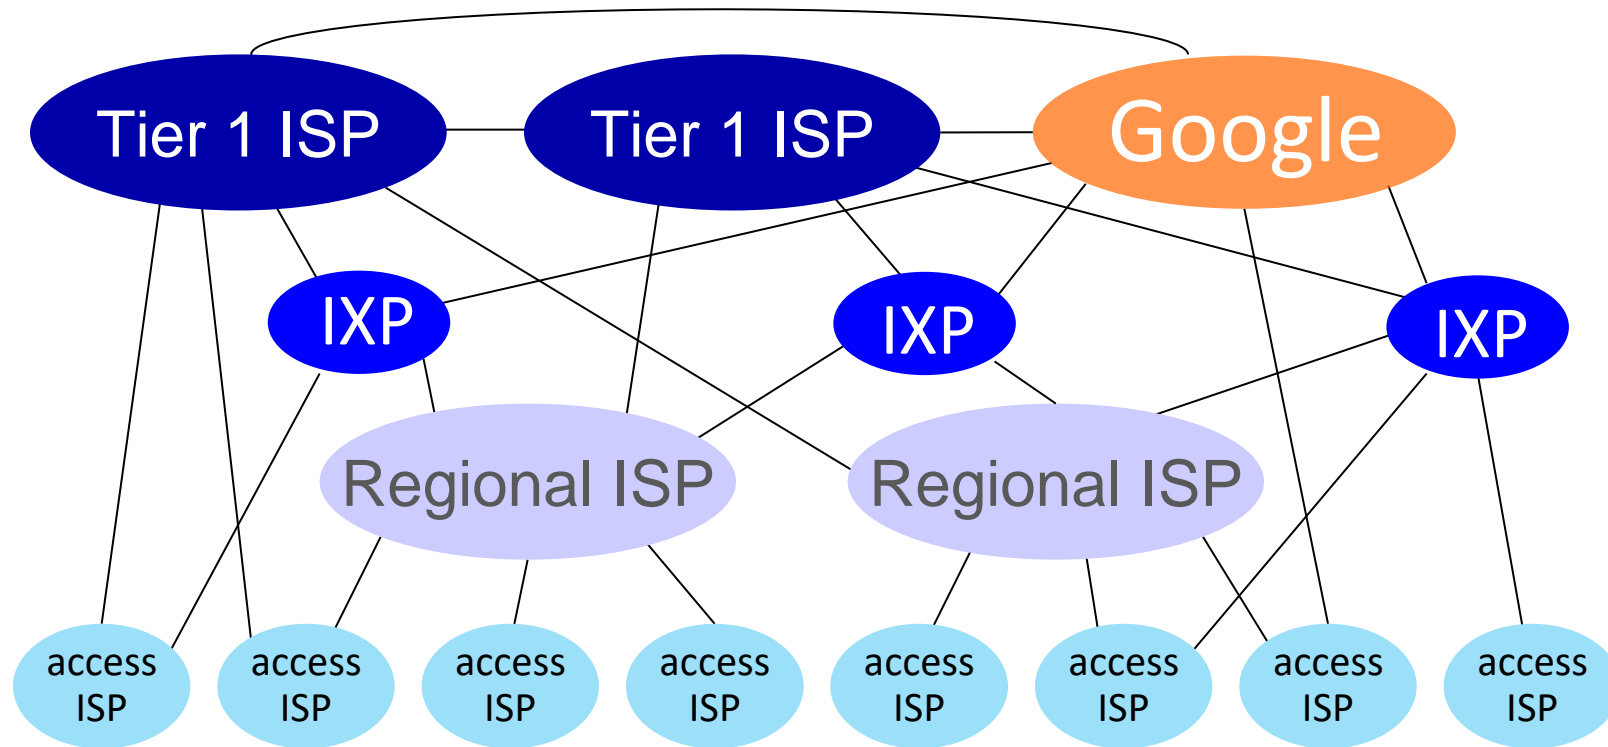 Tier 1 ISP
Tier 1 ISP
Google
IXP
IXP
IXP
Regional ISP
Regional ISP
access
ISP
access
ISP
access
ISP
access
ISP
access
ISP
access
ISP
access
ISP
access
ISP